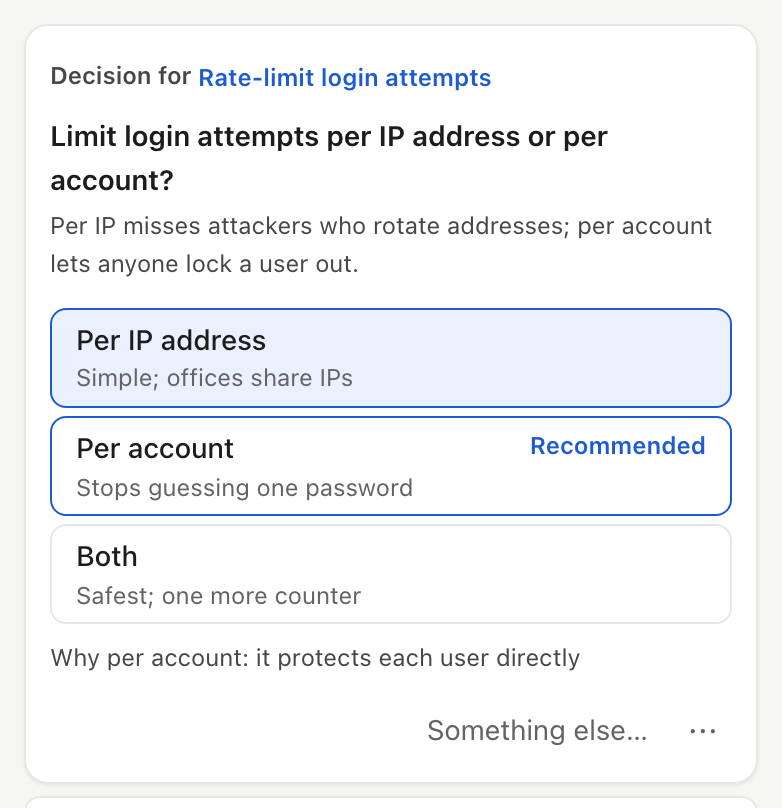 Decision for Rate-limit login attempts
Limit login attempts per IP address or per
account?
Per IP misses attackers who rotate addresses; per account
lets anyone lock a user out.
Per IP address
Simple; offices share IPs
Per account
Recommended
Stops guessing one password
Both
Safest; one more counter
Why per account: it protects each user directly
Something else...